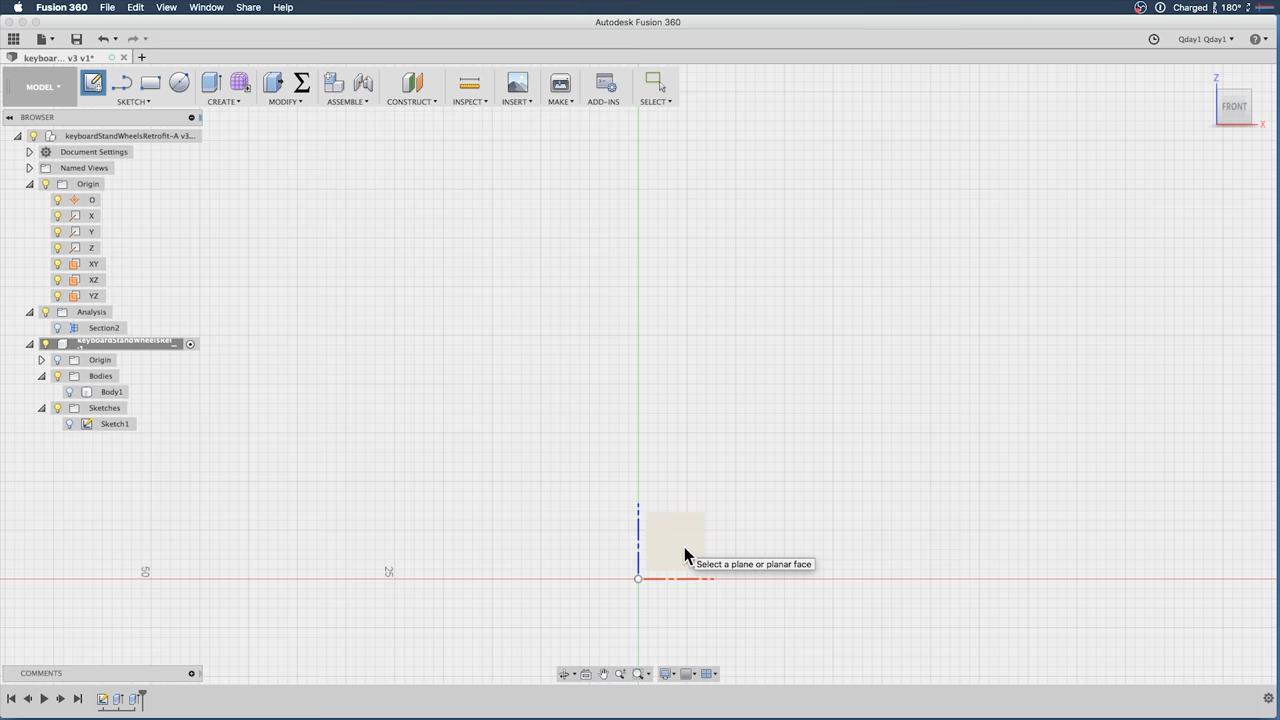 Fusion 360 File Edit View Window Share Help Charged 180°
Autodesk Fusion 360
Qday1 Qday1
keyboar... v3 v1*
MODEL
SKETCH CREATE MODIFY ASSEMBLE CONSTRUCT INSPECT INSERT MAKE ADD-INS SELECT
Z
FRONT
X
BROWSER
keyboardStandWheelsRetrofit-A v3...
Document Settings
Named Views
Origin
O
X
Y
Z
XY
XZ
YZ
Analysis
Section2
Origin
Bodies
Body1
Sketches
Sketch1
Select a plane or planar face
50 25
COMMENTS